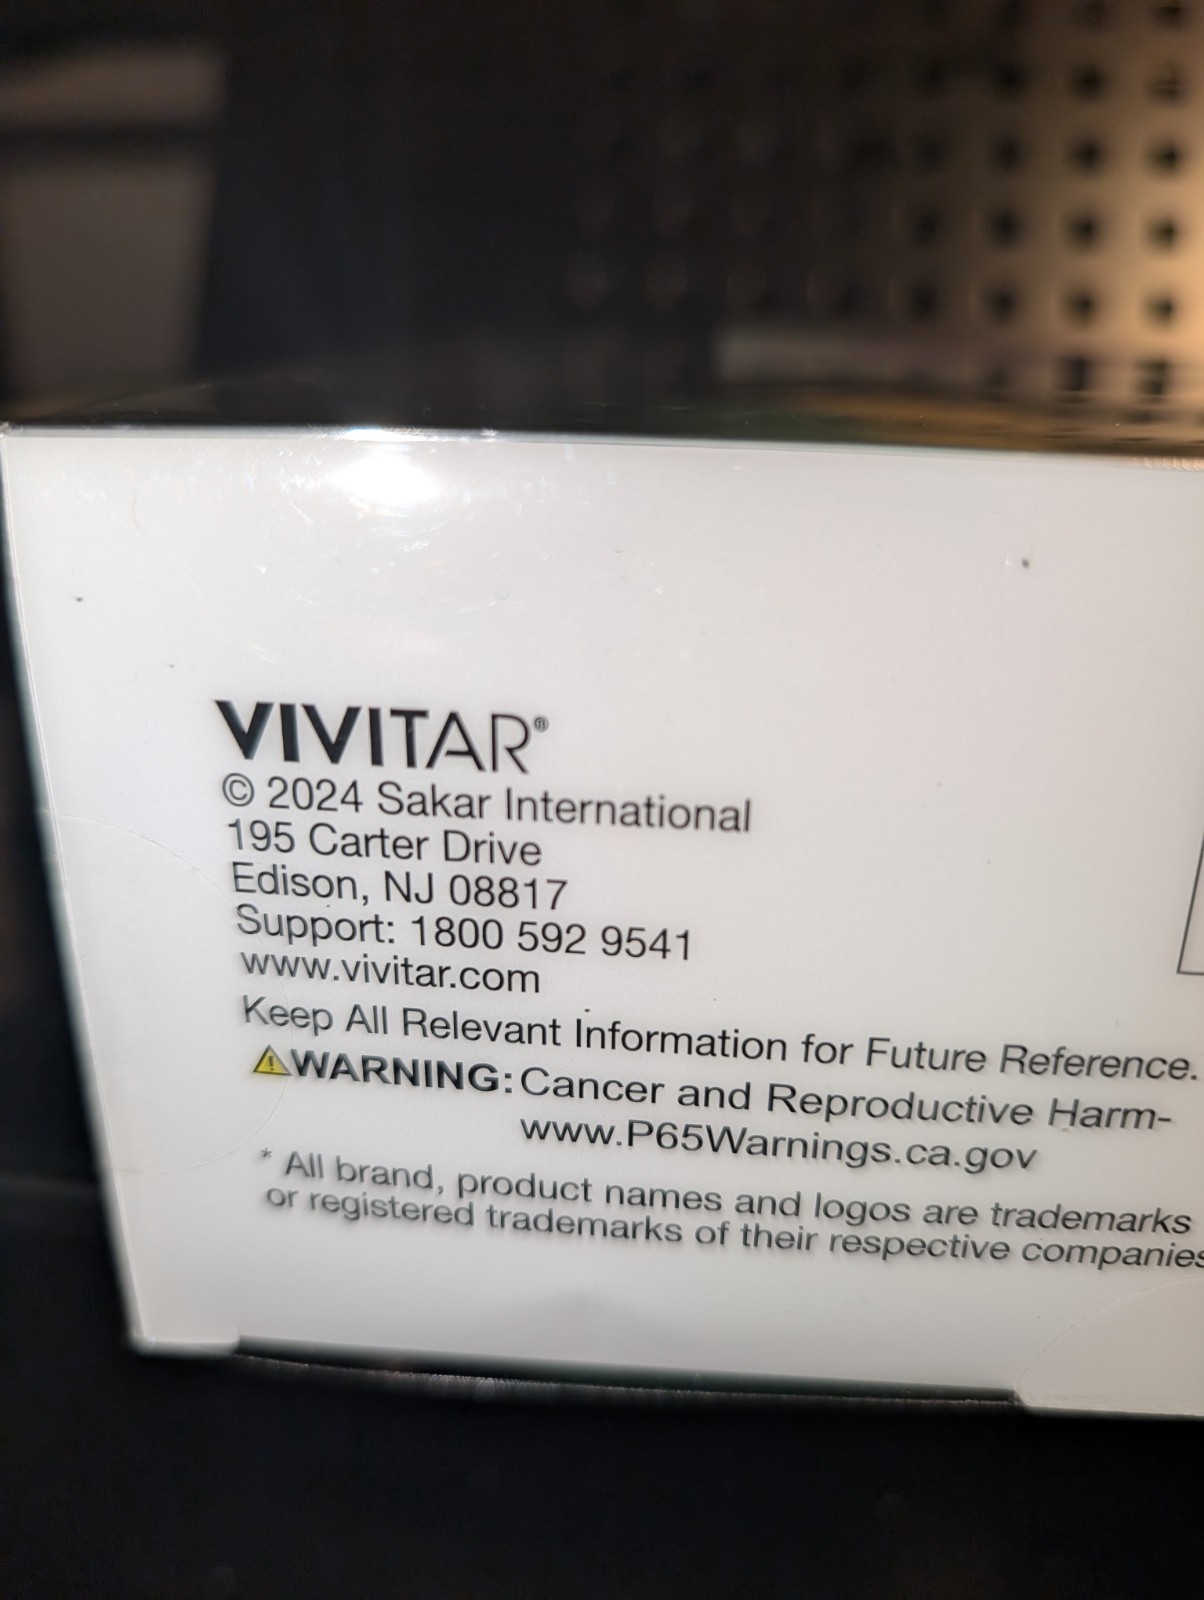 VIVITAR®
© 2024 Sakar International
195 Carter Drive
Edison, NJ 08817
Support: 1800 592 9541
www.vivitar.com
Keep All Relevant Information for Future Reference.
⚠WARNING: Cancer and Reproductive Harm-
www.P65Warnings.ca.gov
* All brand, product names and logos are trademarks
or registered trademarks of their respective companies